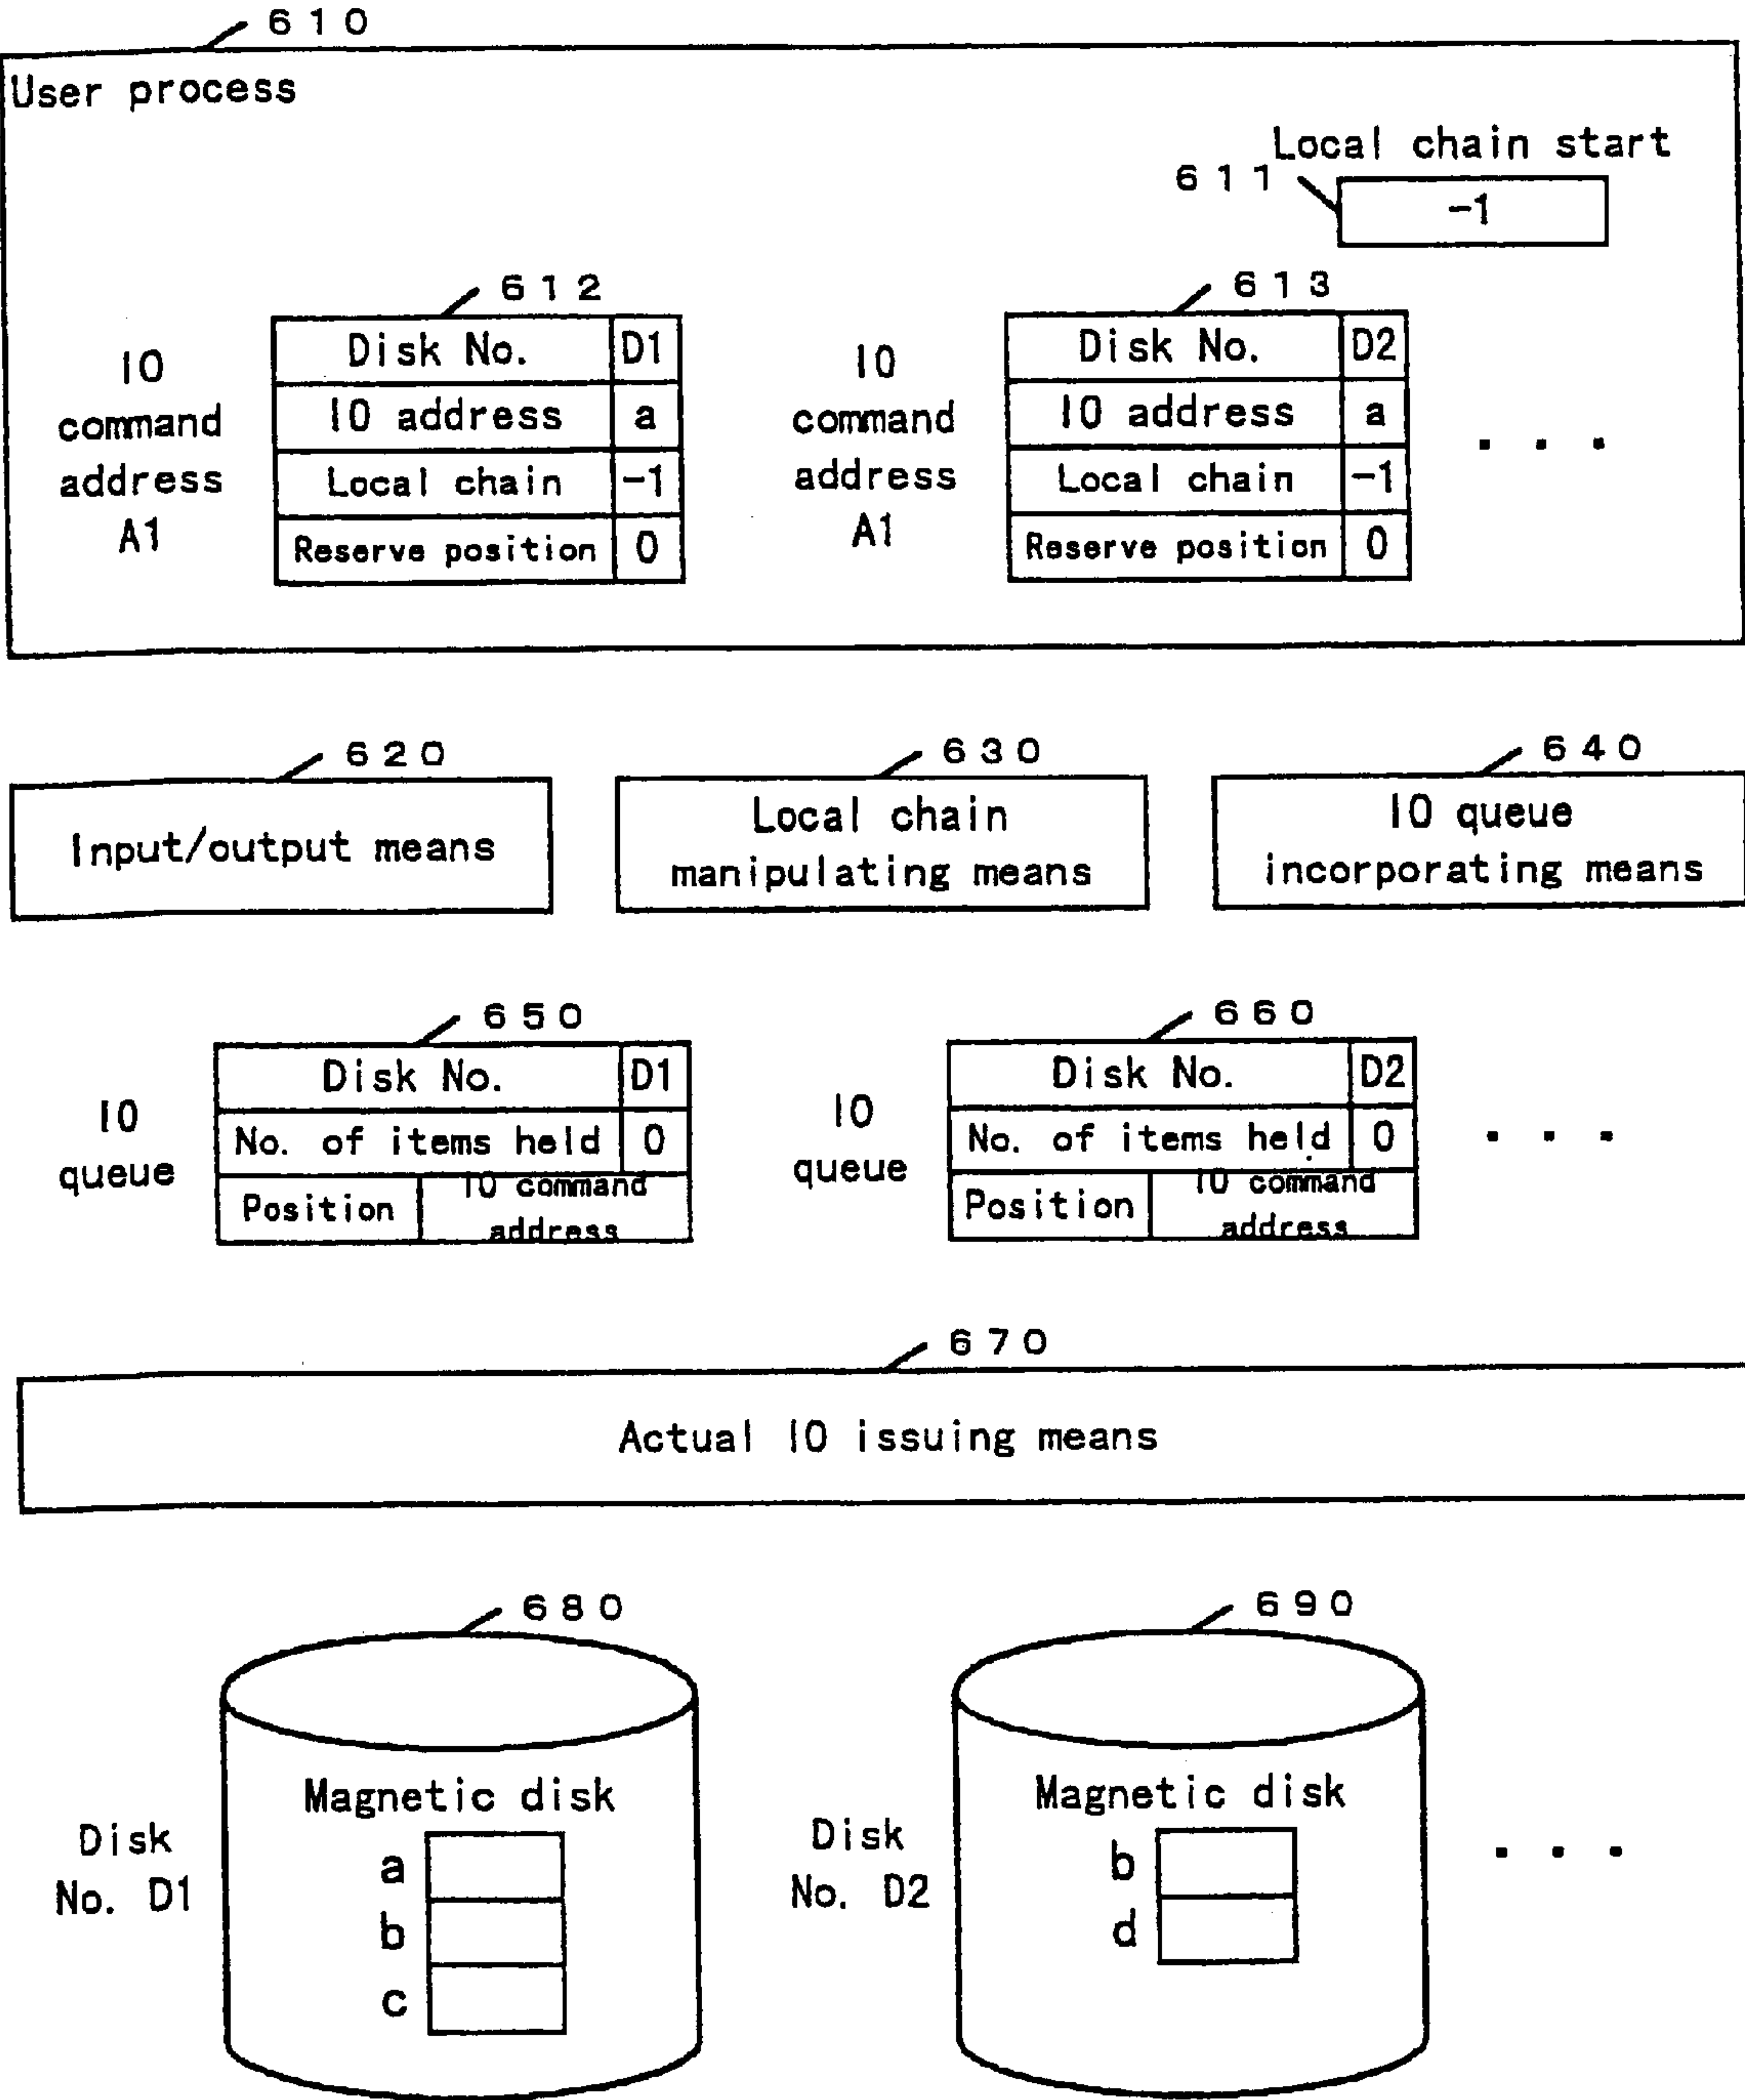 610
User process
Local chain start
611
-1
612
613
IO
command
address
A1
Disk No. D1
IO address a
Local chain -1
Reserve position 0
IO
command
address
A1
Disk No. D2
IO address a
Local chain -1
Reserve position 0
. . .
620
630
640
Input/output means
Local chain
manipulating means
IO queue
incorporating means
650
660
IO
queue
Disk No. D1
No. of items held 0
Position
IO command
address
IO
queue
Disk No. D2
No. of items held 0
Position
IO command
address
. . .
670
Actual IO issuing means
680
690
Disk
No. D1
Magnetic disk
a
b
c
Disk
No. D2
Magnetic disk
b
d
. . .